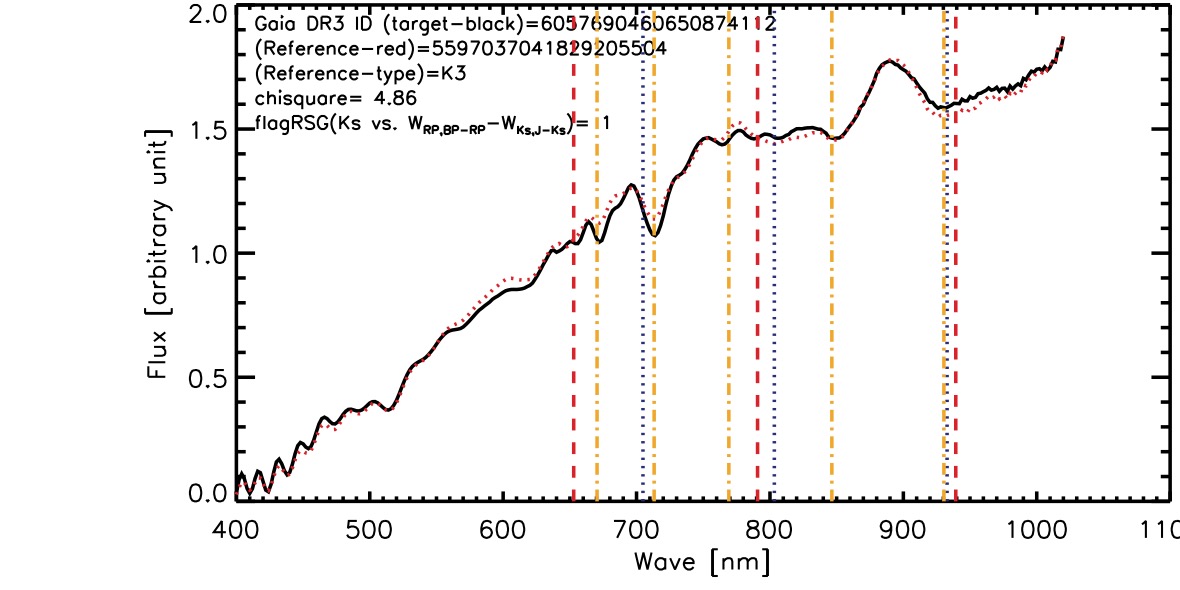 2.0
Gaia DR3 ID (target-black)=6057690460650874112
(Reference-red)=5597037041829205504
(Reference-type)=K3
chisquare= 4.86
flagRSG(Ks vs. WRP,BP-RP-WKs,J-Ks)= 1
1.5
1.0
0.5
0.0
Flux [arbitrary unit]
400 500 600 700 800 900 1000 110
Wave [nm]